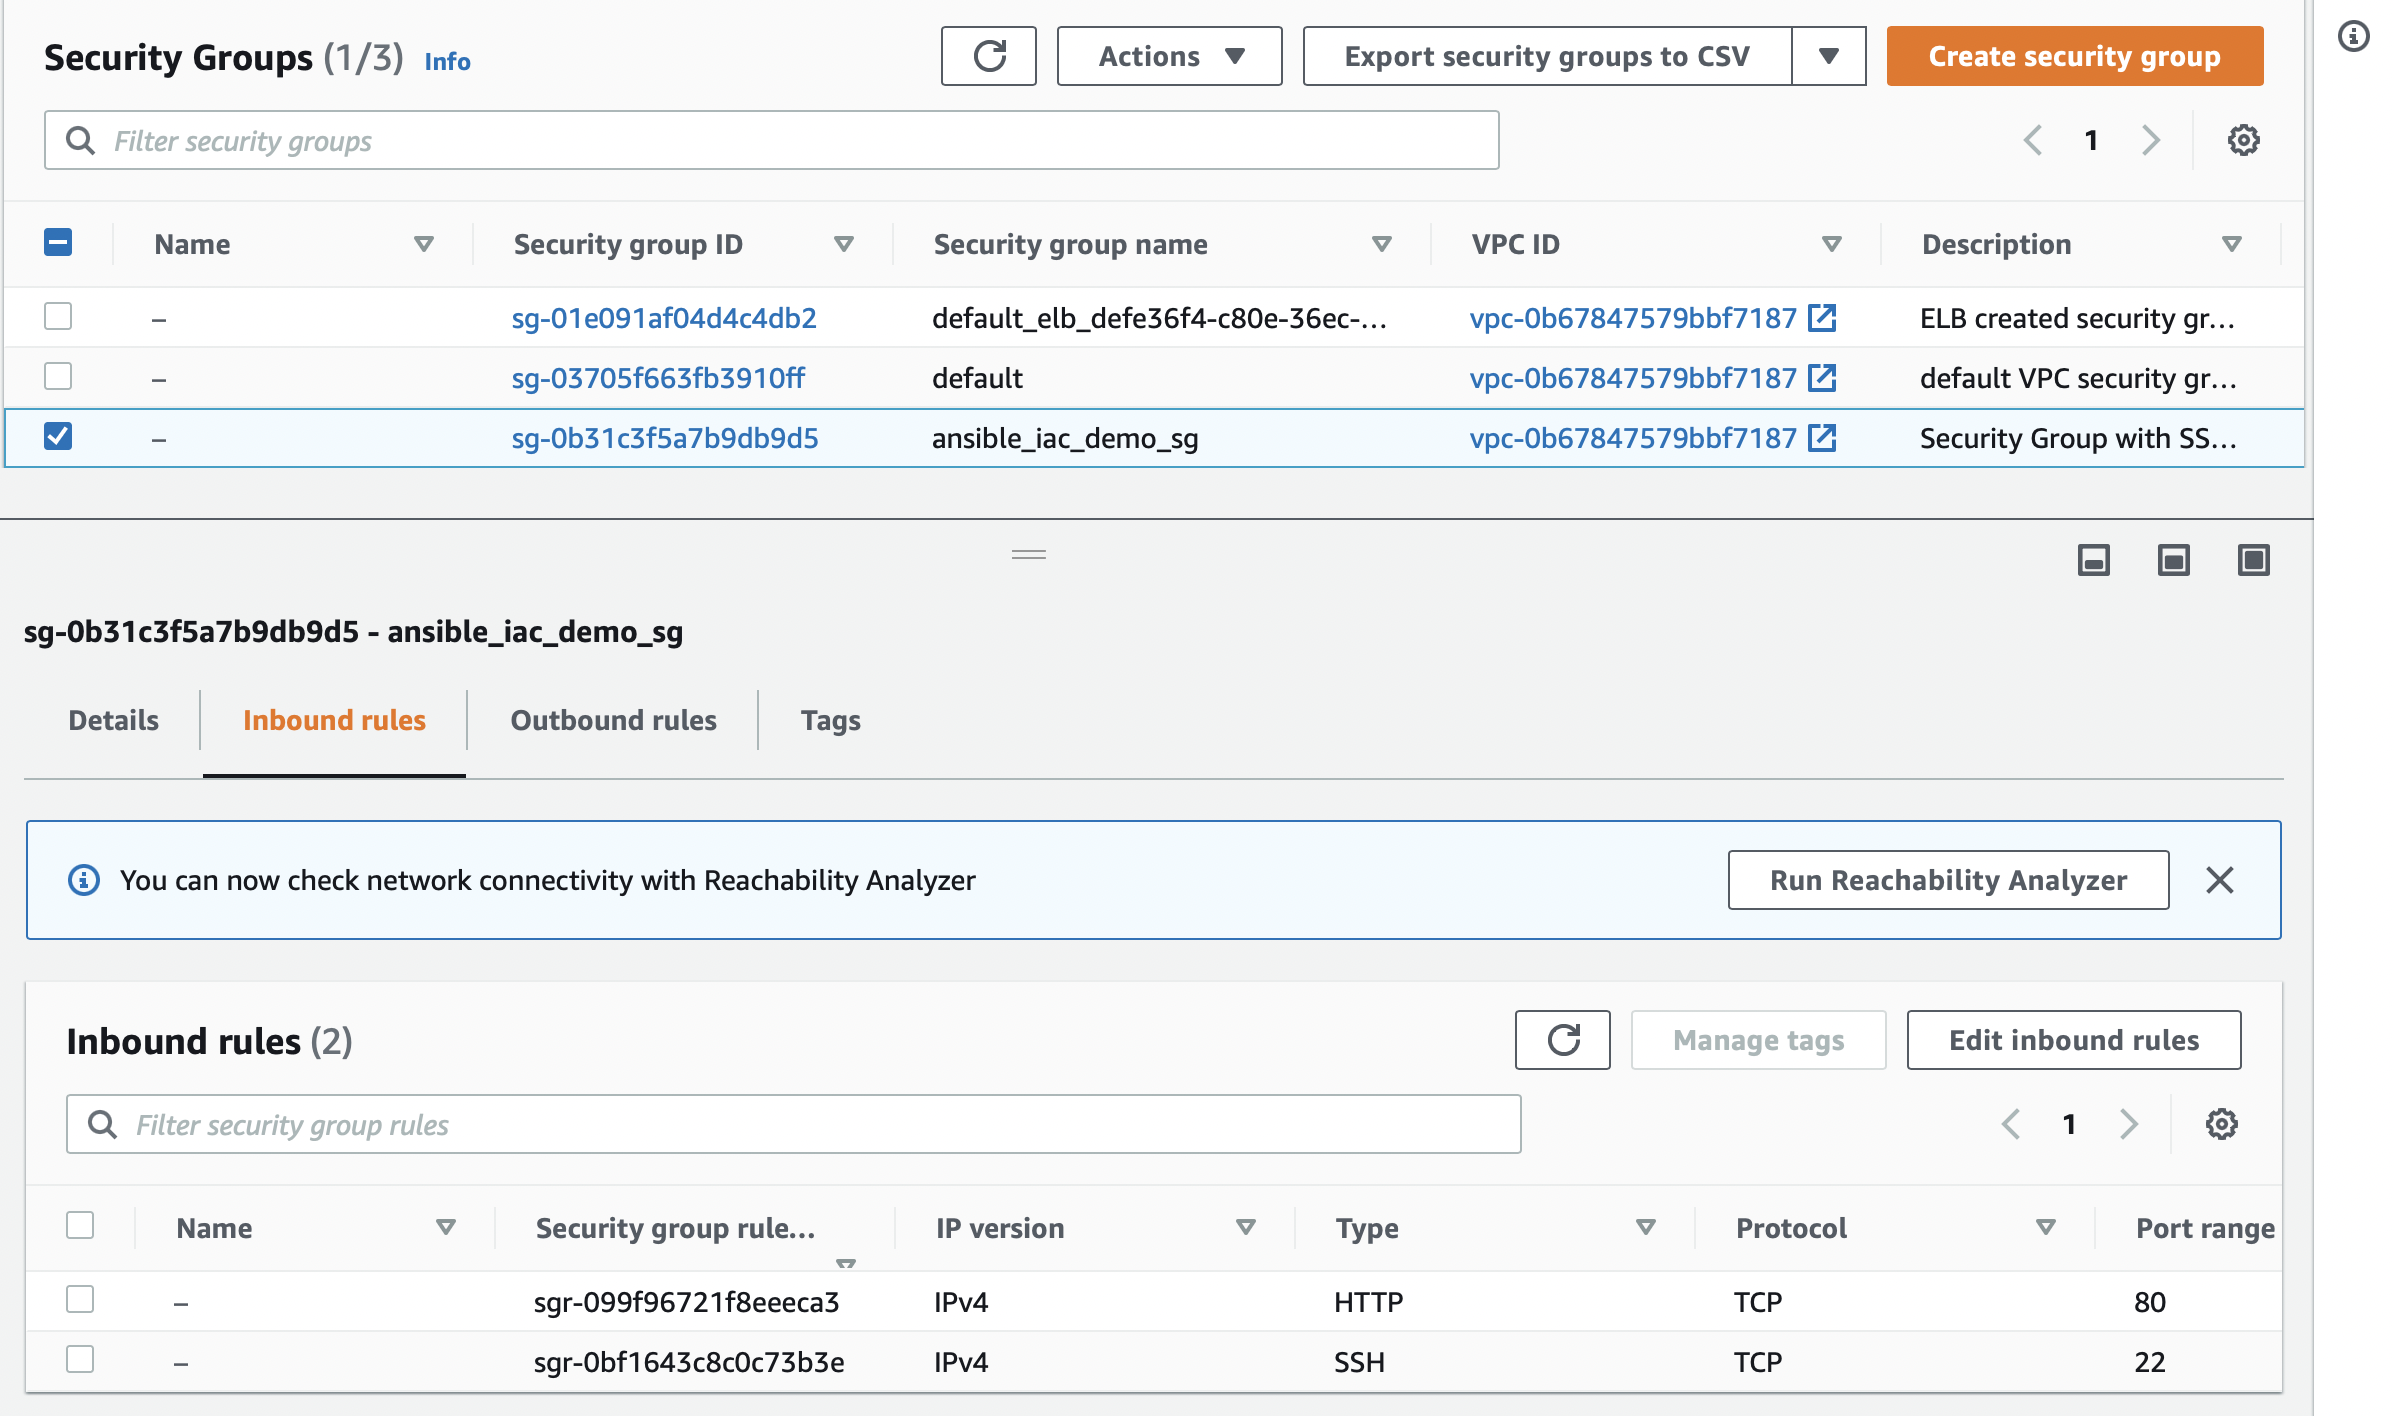 Security Groups (1/3) Info
Actions
Export security groups to CSV
Create security group
Filter security groups
1
Name Security group ID Security group name VPC ID Description
– sg-01e091af04d4c4db2 default_elb_defe36f4-c80e-36ec-... vpc-0b67847579bbf7187 ELB created security gr...
– sg-03705f663fb3910ff default vpc-0b67847579bbf7187 default VPC security gr...
– sg-0b31c3f5a7b9db9d5 ansible_iac_demo_sg vpc-0b67847579bbf7187 Security Group with SS...
sg-0b31c3f5a7b9db9d5 - ansible_iac_demo_sg
Details Inbound rules Outbound rules Tags
You can now check network connectivity with Reachability Analyzer
Run Reachability Analyzer
Inbound rules (2)
Manage tags
Edit inbound rules
Filter security group rules
1
Name Security group rule... IP version Type Protocol Port range
– sgr-099f96721f8eeeca3 IPv4 HTTP TCP 80
– sgr-0bf1643c8c0c73b3e IPv4 SSH TCP 22